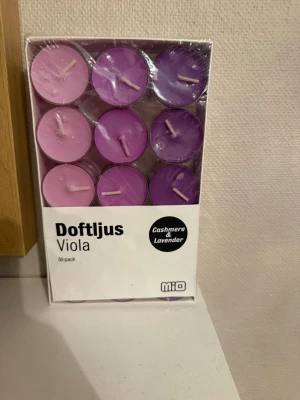 Doftljus
Viola
30-pack
Cashmere
&
Lavender
MIO